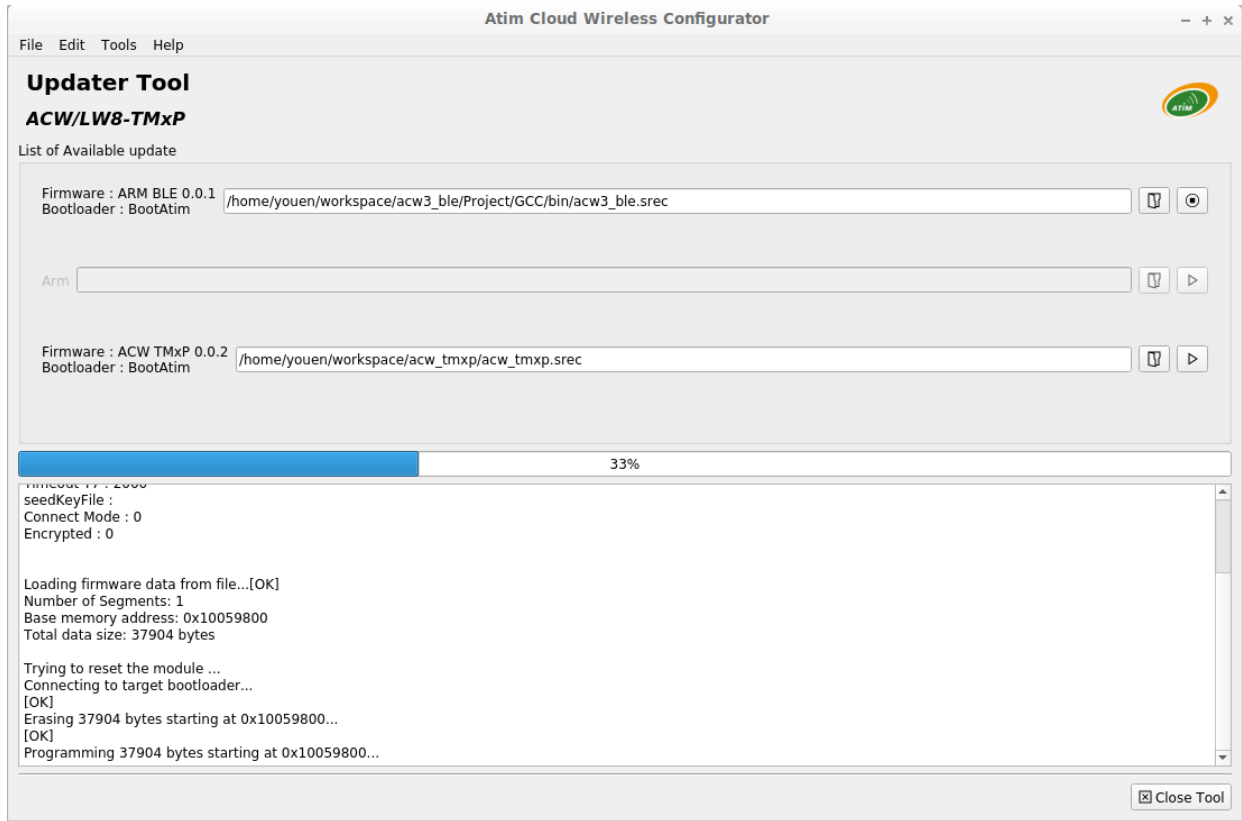 Atim Cloud Wireless Configurator
File Edit Tools Help
Updater Tool
ACW/LW8-TMxP
ATiM
List of Available update
Firmware : ARM BLE 0.0.1
Bootloader : BootAtim
/home/youen/workspace/acw3_ble/Project/GCC/bin/acw3_ble.srec
Arm
Firmware : ACW TMxP 0.0.2
Bootloader : BootAtim
/home/youen/workspace/acw_tmxp/acw_tmxp.srec
33%
Timeout T7 : 2000
seedKeyFile :
Connect Mode : 0
Encrypted : 0
Loading firmware data from file...[OK]
Number of Segments: 1
Base memory address: 0x10059800
Total data size: 37904 bytes
Trying to reset the module ...
Connecting to target bootloader...
[OK]
Erasing 37904 bytes starting at 0x10059800...
[OK]
Programming 37904 bytes starting at 0x10059800...
Close Tool